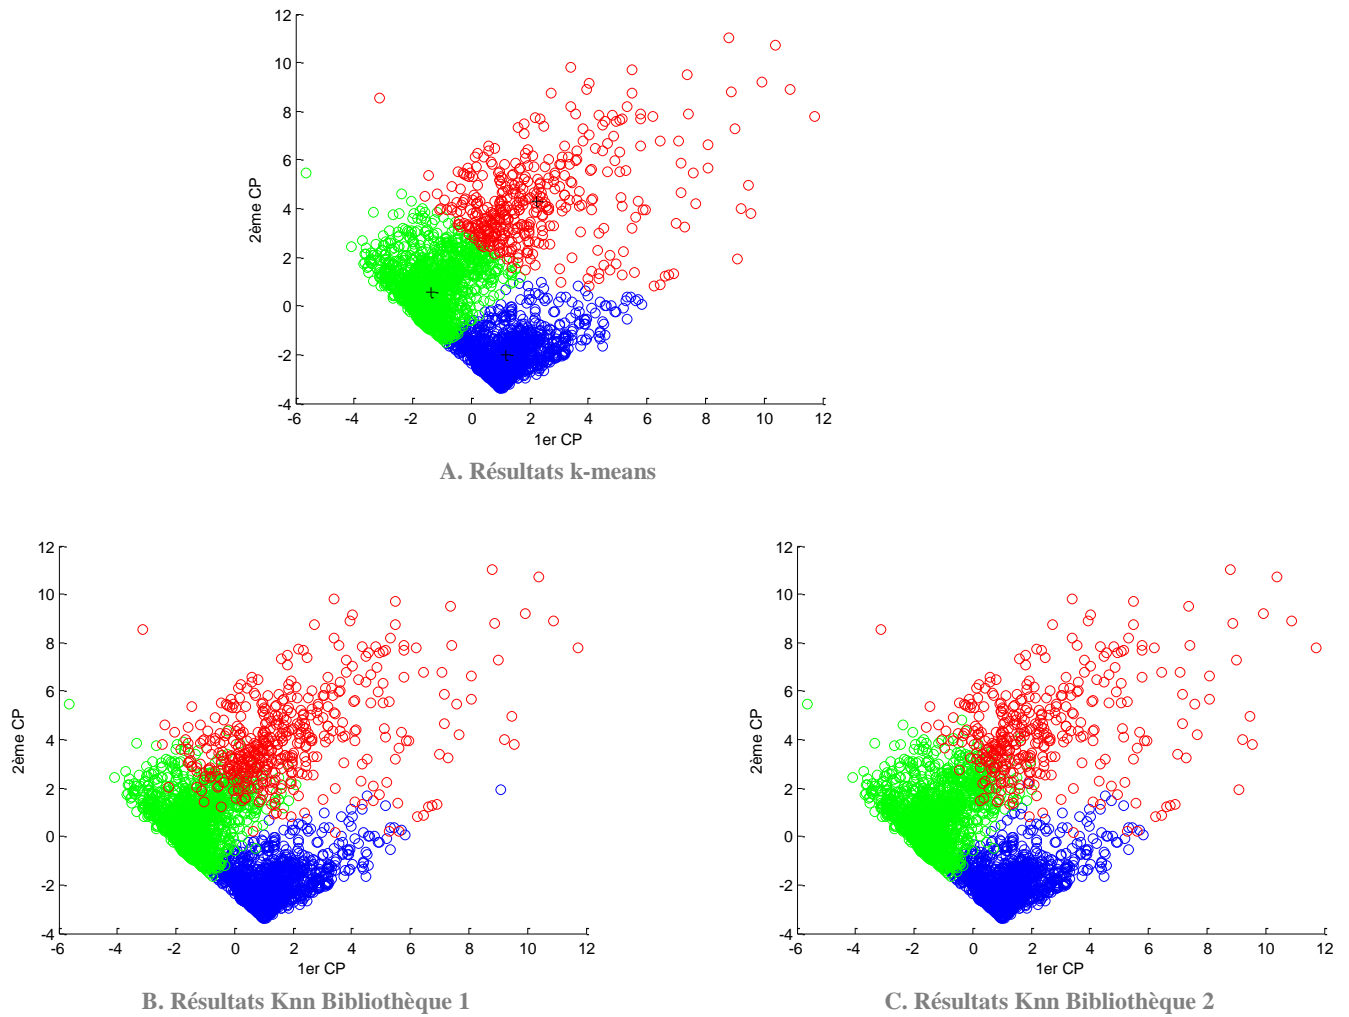 12
10
8
6
4
2
0
-2
-4
2ème CP
-6 -4 -2 0 2 4 6 8 10 12
1er CP
A. Résultats k-means
12
10
8
6
4
2
0
-2
-4
2ème CP
-6 -4 -2 0 2 4 6 8 10 12
1er CP
B. Résultats Knn Bibliothèque 1
12
10
8
6
4
2
0
-2
-4
2ème CP
-6 -4 -2 0 2 4 6 8 10 12
1er CP
C. Résultats Knn Bibliothèque 2